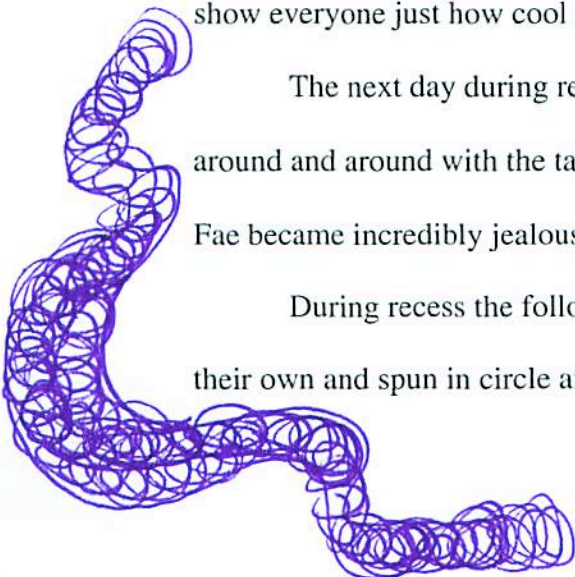 show everyone just how cool
The next day during re
around and around with the ta
Fae became incredibly jealous
During recess the follo
their own and spun in circle a